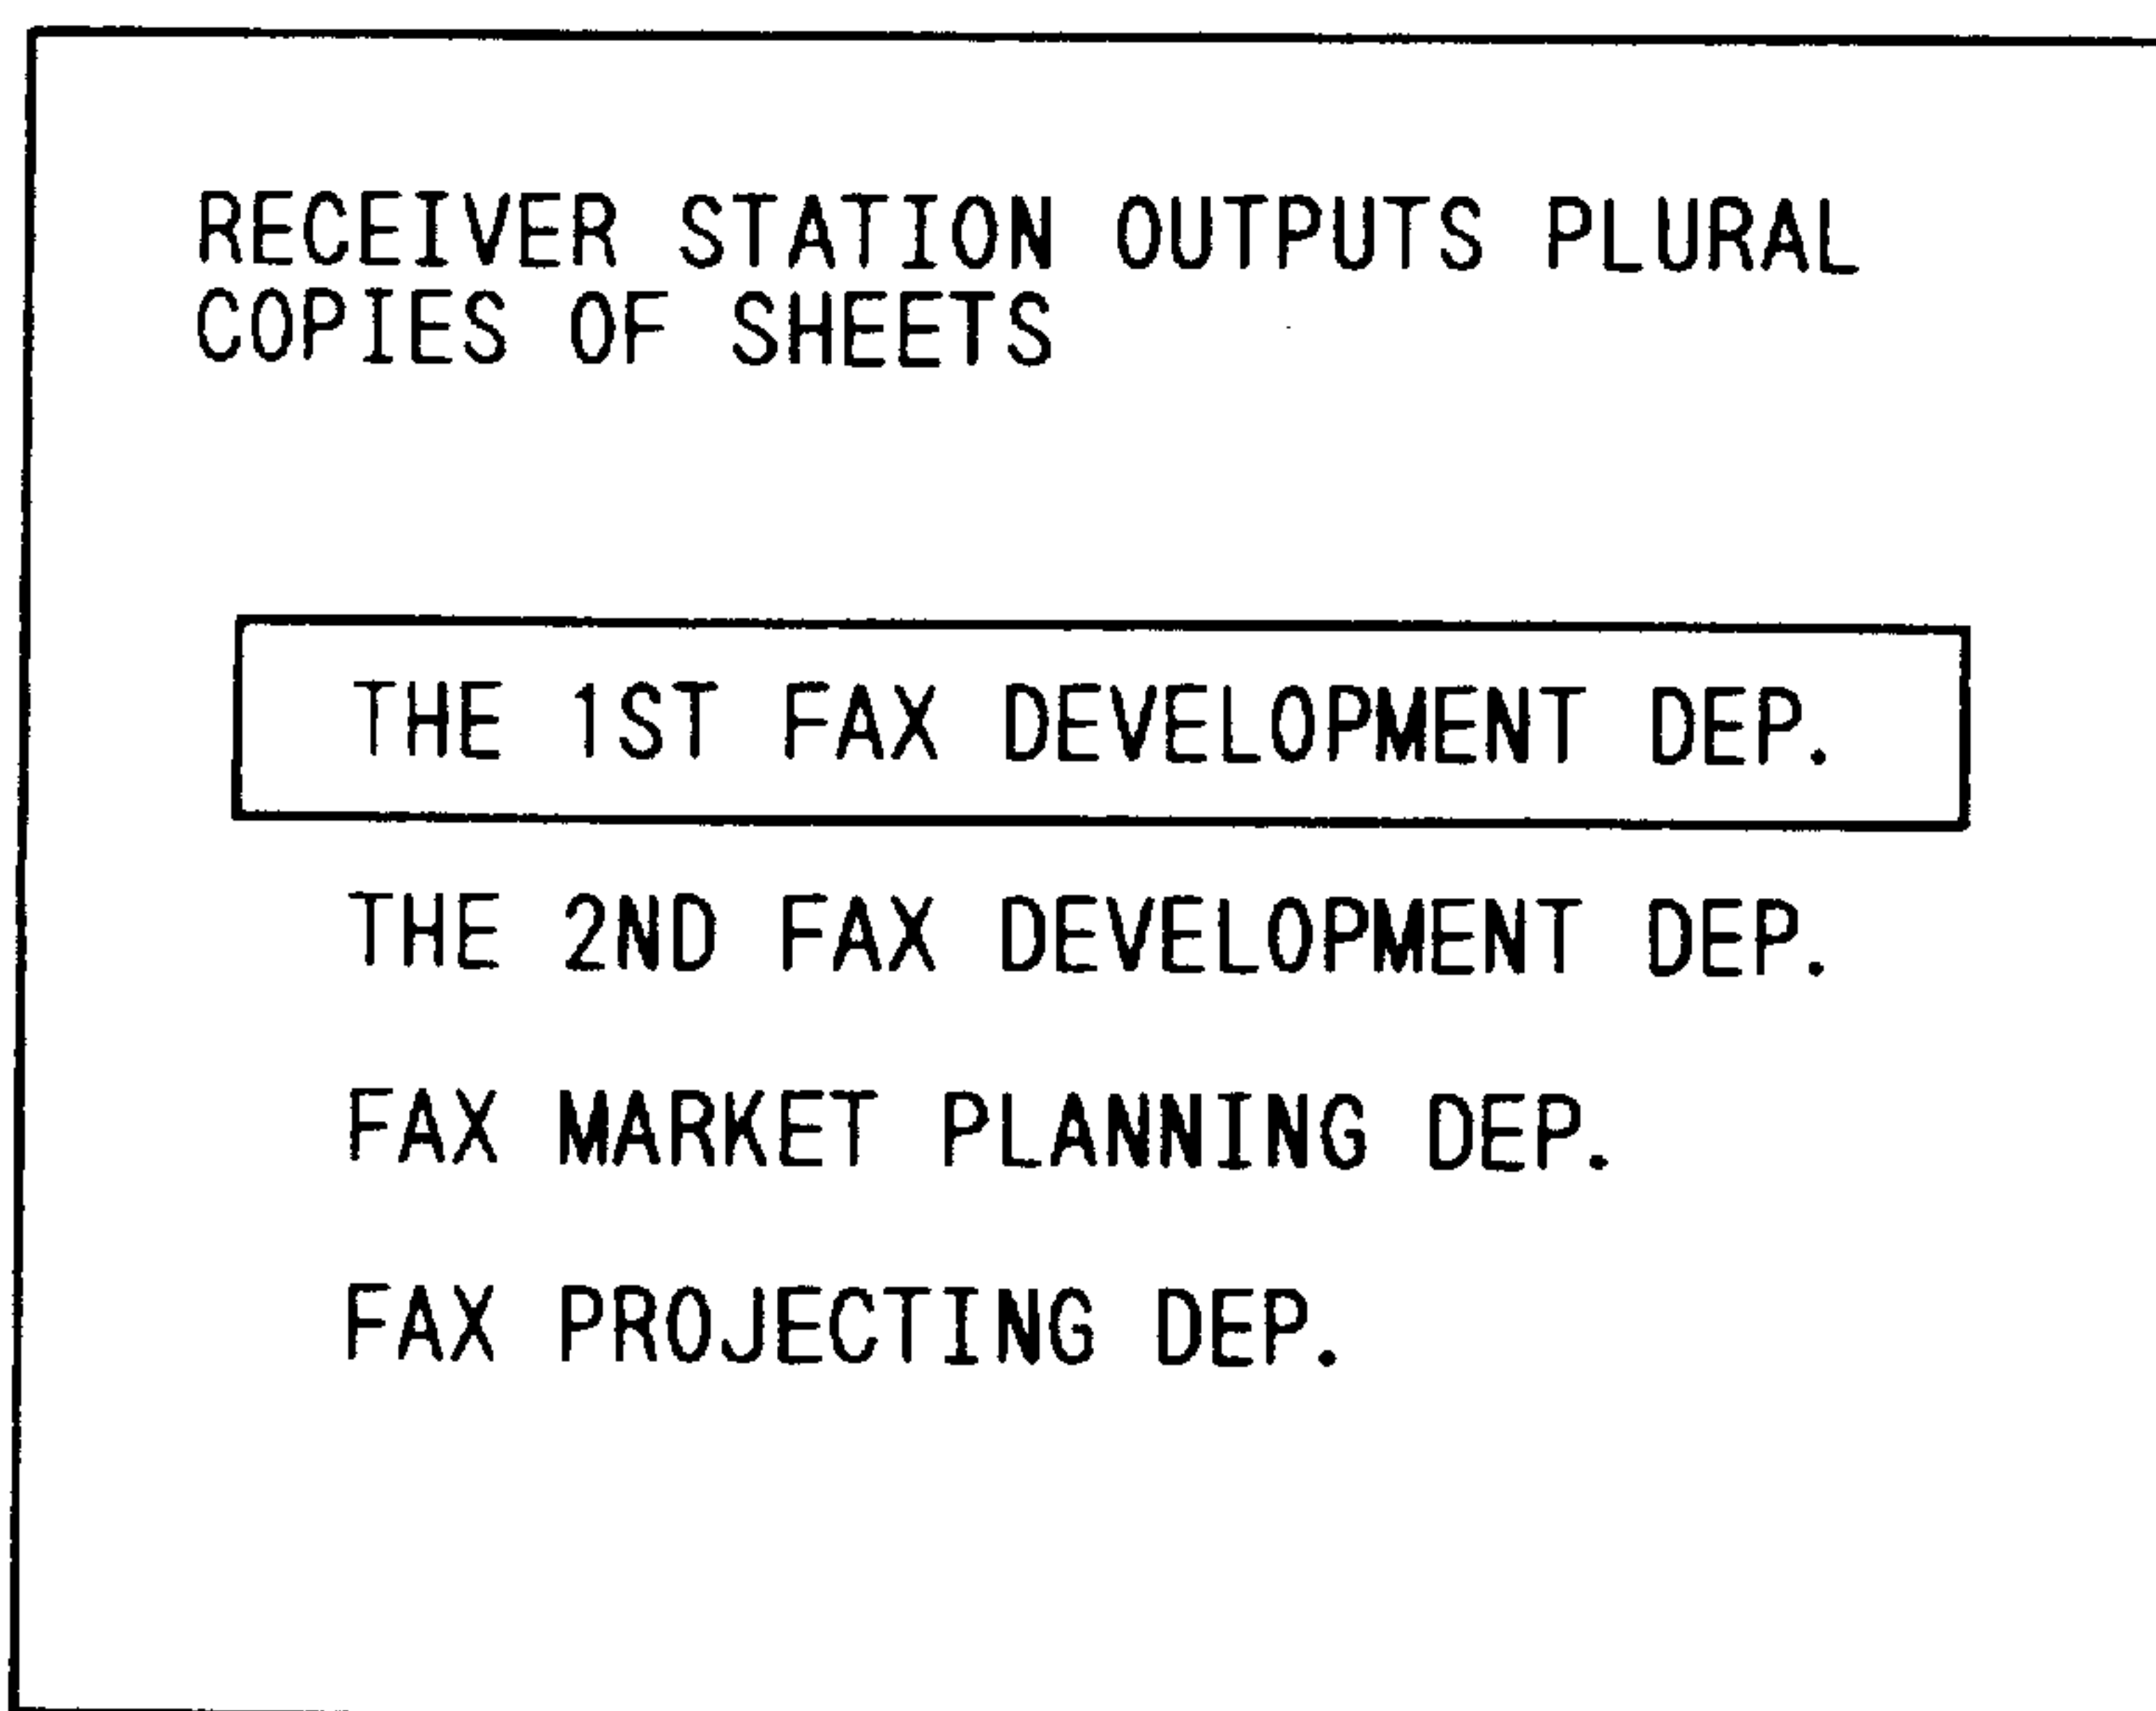 RECEIVER STATION OUTPUTS PLURAL
COPIES OF SHEETS
THE 1ST FAX DEVELOPMENT DEP.
THE 2ND FAX DEVELOPMENT DEP.
FAX MARKET PLANNING DEP.
FAX PROJECTING DEP.